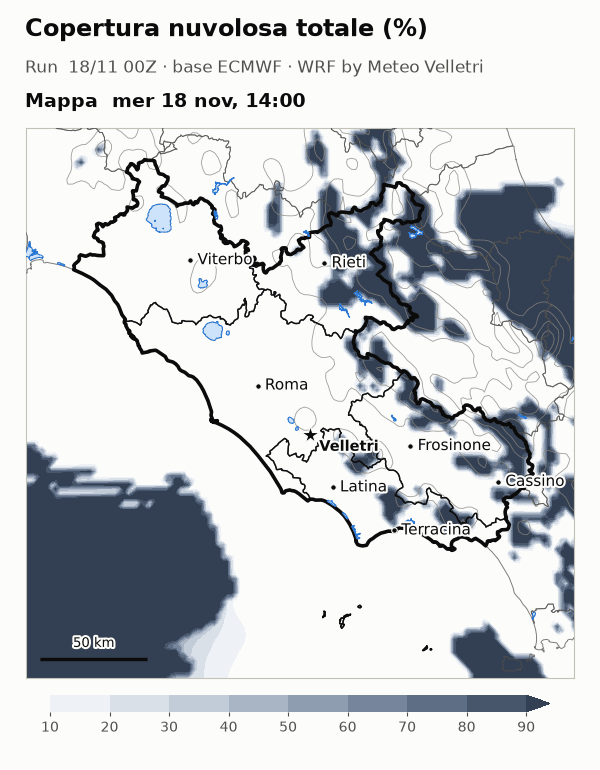 Copertura nuvolosa totale (%)
Run 18/11 00Z · base ECMWF · WRF by Meteo Velletri
Mappa mer 18 nov, 14:00
Viterbo
Rieti
Roma
Velletri
Frosinone
Latina
Cassino
Terracina
50 km
10 20 30 40 50 60 70 80 90